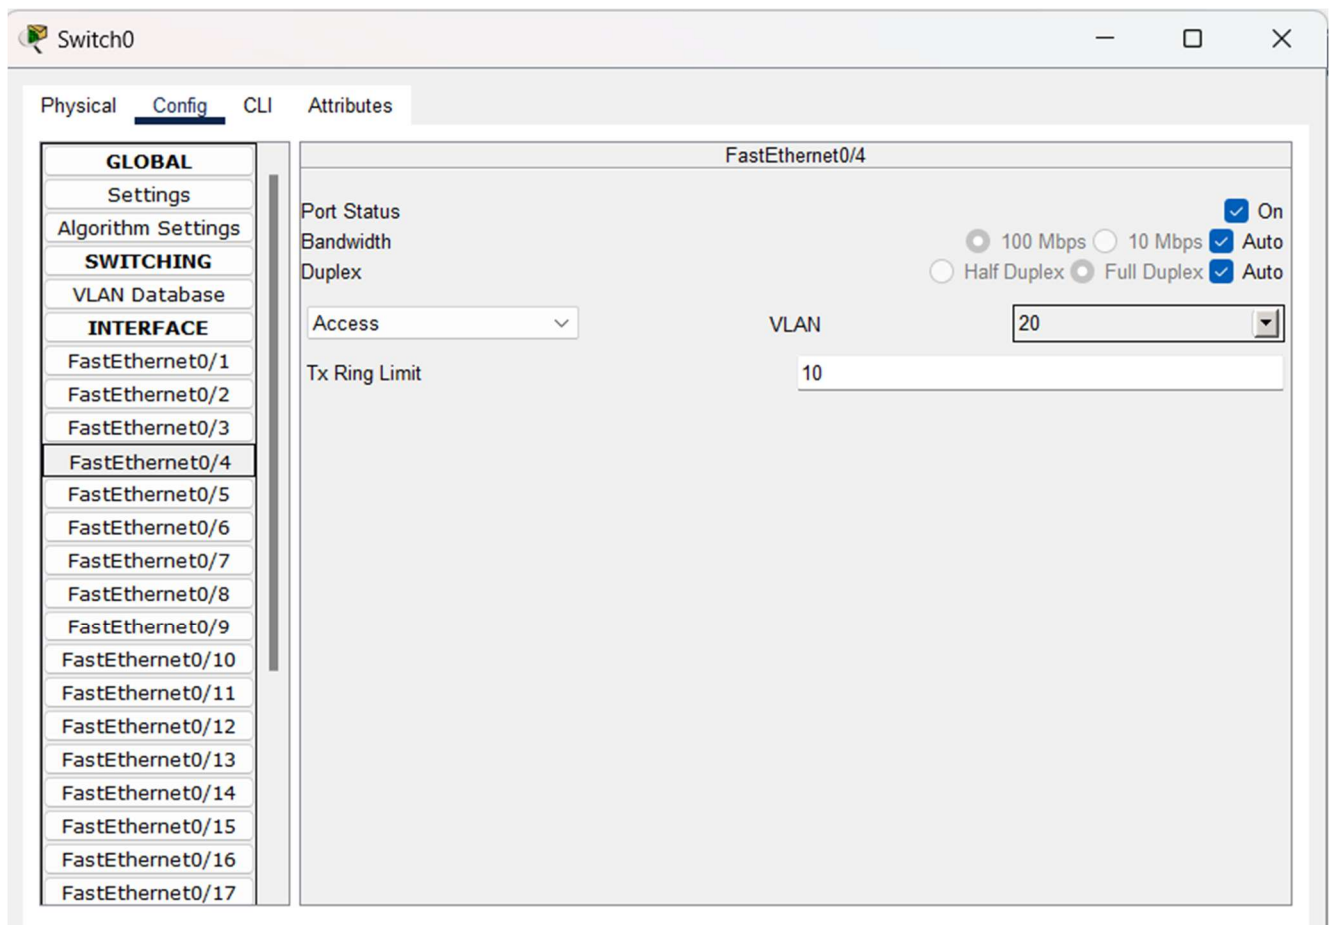 Switch0
Physical Config CLI Attributes
GLOBAL
Settings
Algorithm Settings
SWITCHING
VLAN Database
INTERFACE
FastEthernet0/1
FastEthernet0/2
FastEthernet0/3
FastEthernet0/4
FastEthernet0/5
FastEthernet0/6
FastEthernet0/7
FastEthernet0/8
FastEthernet0/9
FastEthernet0/10
FastEthernet0/11
FastEthernet0/12
FastEthernet0/13
FastEthernet0/14
FastEthernet0/15
FastEthernet0/16
FastEthernet0/17
FastEthernet0/4
Port Status On
Bandwidth 100 Mbps 10 Mbps Auto
Duplex Half Duplex Full Duplex Auto
Access VLAN 20
Tx Ring Limit 10